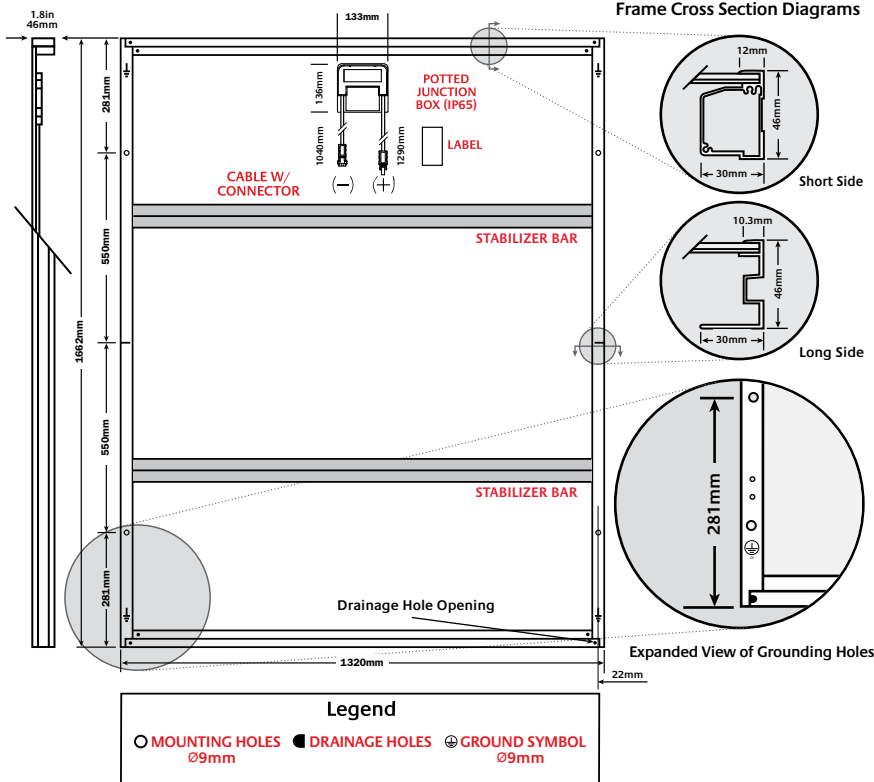 Frame Cross Section Diagrams
1.8in
46mm
133mm
281mm
136mm
POTTED
JUNCTION
BOX (IP65)
1040mm
1290mm
LABEL
CABLE W/
CONNECTOR
(−)
(+)
12mm
46mm
30mm
Short Side
STABILIZER BAR
550mm
10.3mm
46mm
30mm
Long Side
1662mm
550mm
STABILIZER BAR
281mm
281mm
Drainage Hole Opening
Expanded View of Grounding Holes
1320mm
22mm
Legend
MOUNTING HOLES
Ø9mm
DRAINAGE HOLES
GROUND SYMBOL
Ø9mm